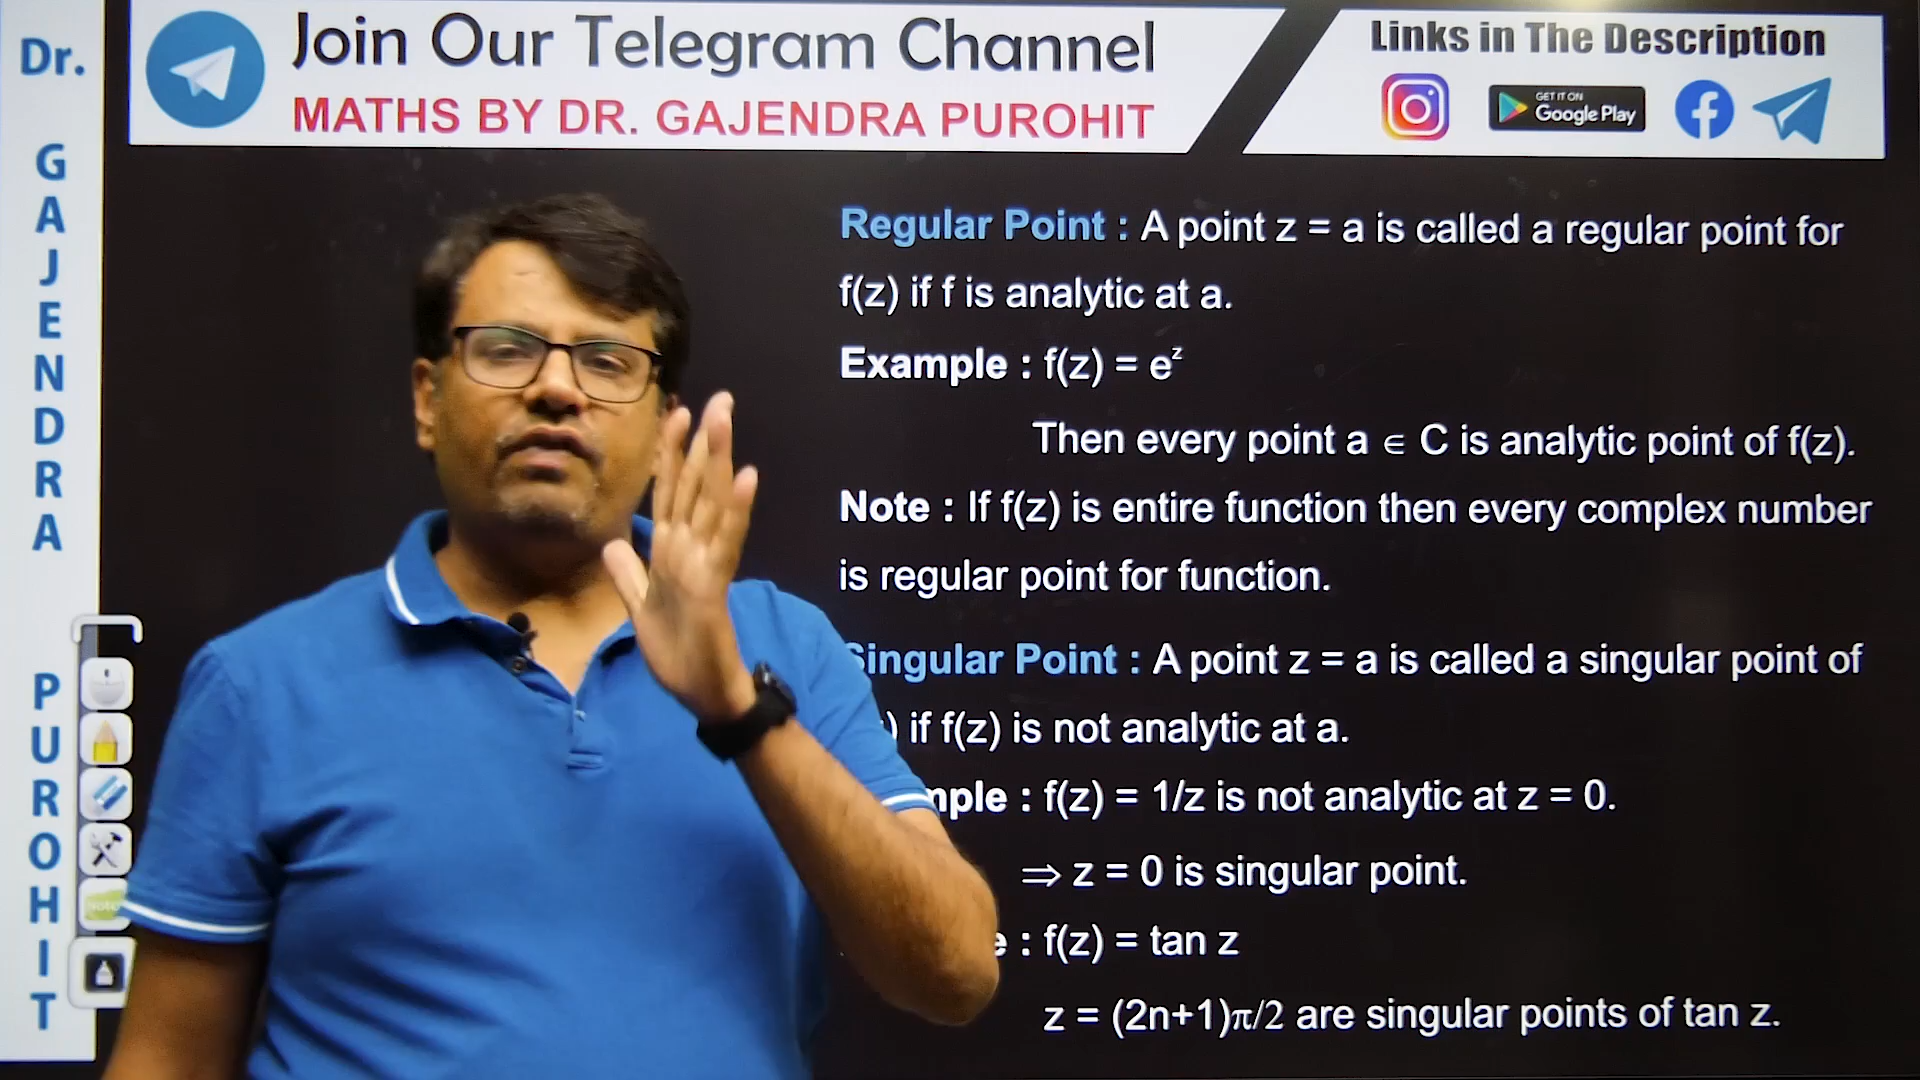 Dr. GAJENDRA PUROHIT
Join Our Telegram Channel
MATHS BY DR. GAJENDRA PUROHIT
Links in The Description
GET IT ON
Google Play
Regular Point : A point z = a is called a regular point for
f(z) if f is analytic at a.
Example : f(z) = e^z
Then every point a ∈ C is analytic point of f(z).
Note : If f(z) is entire function then every complex number
is regular point for function.
Singular Point : A point z = a is called a singular point of
) if f(z) is not analytic at a.
mple : f(z) = 1/z is not analytic at z = 0.
⇒ z = 0 is singular point.
e : f(z) = tan z
z = (2n+1)π/2 are singular points of tan z.